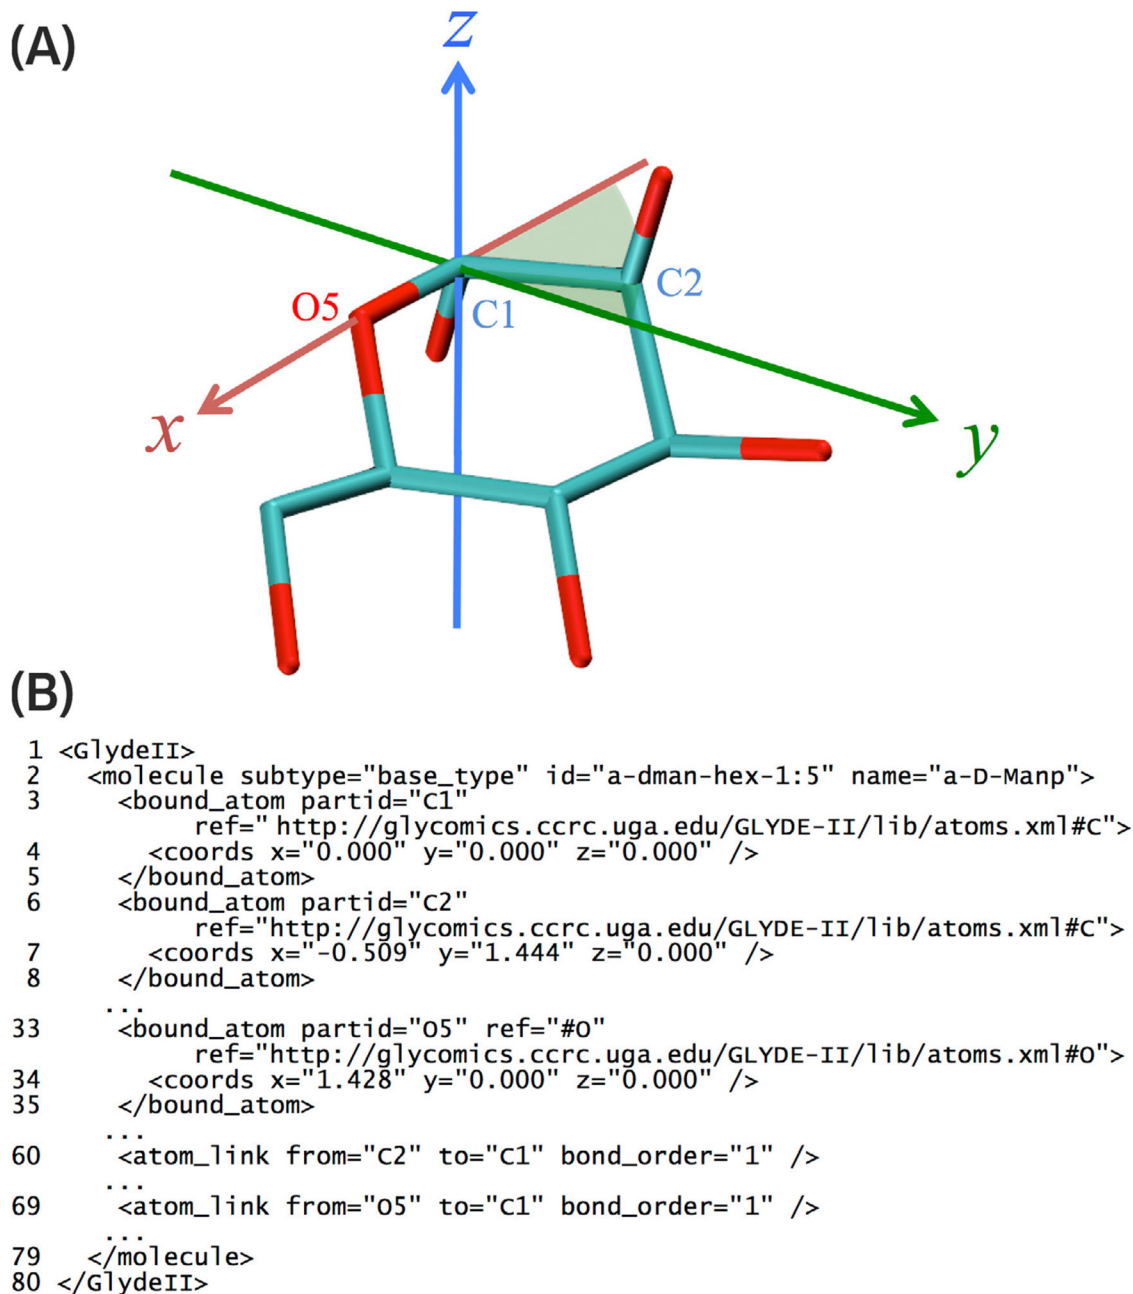 (A)
z
O5
C1
C2
x
y
(B)
1 <GlydeII>
2 <molecule subtype="base_type" id="a-dman-hex-1:5" name="a-D-Manp">
3 <bound_atom partid="C1"
ref=" http://glycomics.ccrc.uga.edu/GLYDE-II/lib/atoms.xml#C">
4 <coords x="0.000" y="0.000" z="0.000" />
5 </bound_atom>
6 <bound_atom partid="C2"
ref="http://glycomics.ccrc.uga.edu/GLYDE-II/lib/atoms.xml#C">
7 <coords x="-0.509" y="1.444" z="0.000" />
8 </bound_atom>
...
33 <bound_atom partid="O5" ref="#O"
ref="http://glycomics.ccrc.uga.edu/GLYDE-II/lib/atoms.xml#O">
34 <coords x="1.428" y="0.000" z="0.000" />
35 </bound_atom>
...
60 <atom_link from="C2" to="C1" bond_order="1" />
...
69 <atom_link from="O5" to="C1" bond_order="1" />
...
79 </molecule>
80 </GlydeII>